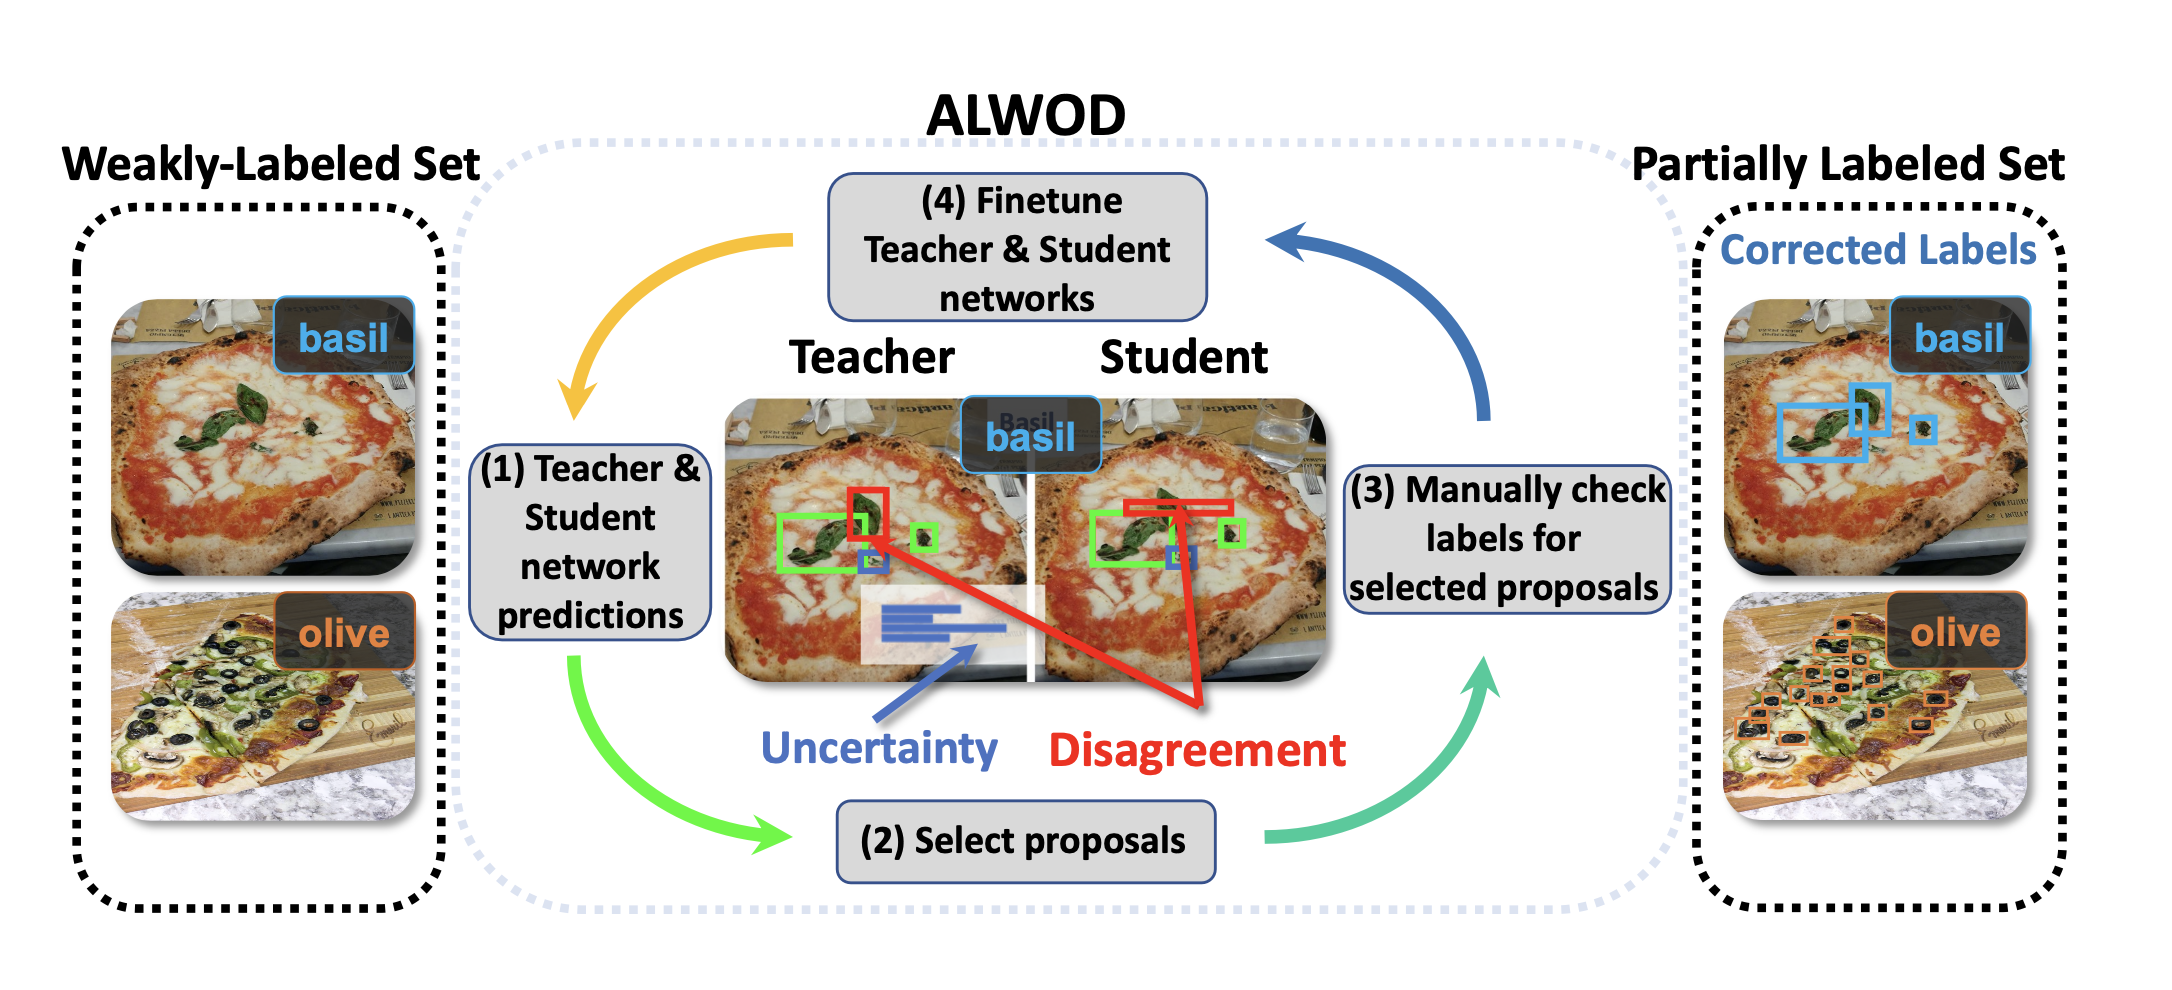 ALWOD
Weakly-Labeled Set
basil
olive
(4) Finetune
Teacher & Student
networks
Teacher
Student
basil
(1) Teacher &
Student
network
predictions
Uncertainty
Disagreement
(2) Select proposals
(3) Manually check
labels for
selected proposals
Partially Labeled Set
Corrected Labels
basil
olive